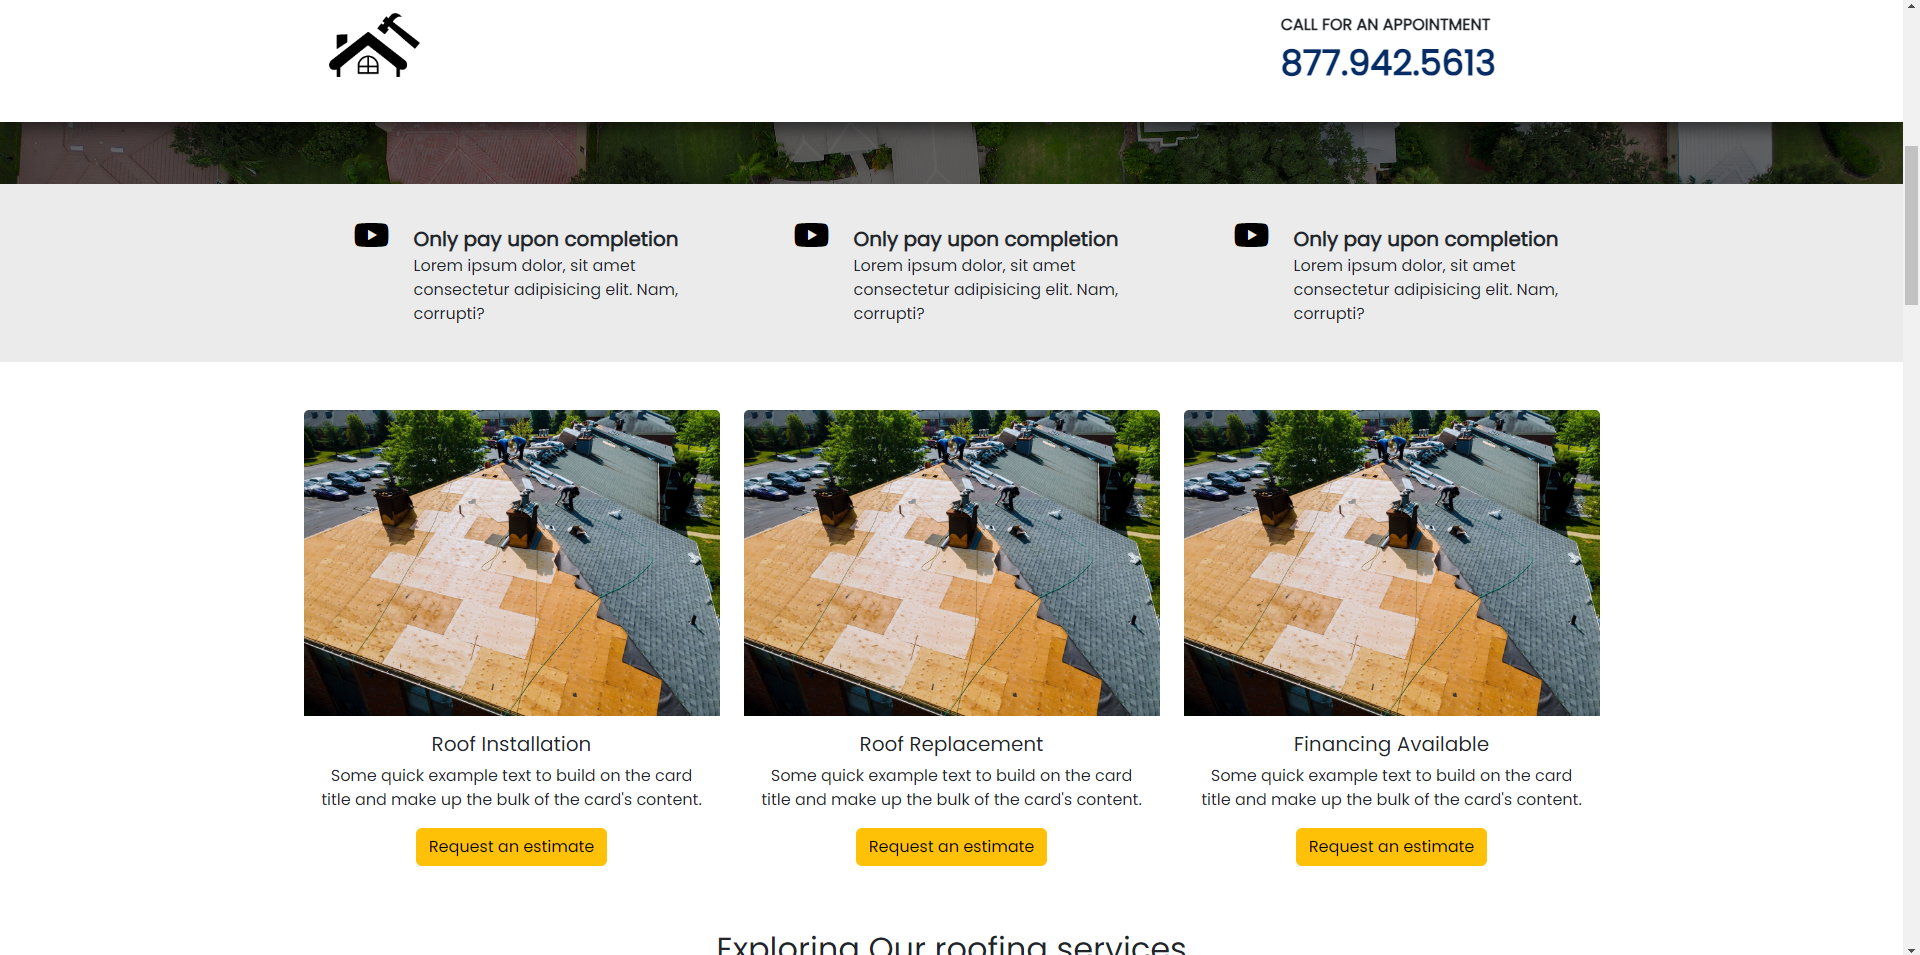 CALL FOR AN APPOINTMENT
877.942.5613
Only pay upon completion
Lorem ipsum dolor, sit amet
consectetur adipisicing elit. Nam,
corrupti?
Only pay upon completion
Lorem ipsum dolor, sit amet
consectetur adipisicing elit. Nam,
corrupti?
Only pay upon completion
Lorem ipsum dolor, sit amet
consectetur adipisicing elit. Nam,
corrupti?
Roof Installation
Some quick example text to build on the card
title and make up the bulk of the card's content.
Request an estimate
Roof Replacement
Some quick example text to build on the card
title and make up the bulk of the card's content.
Request an estimate
Financing Available
Some quick example text to build on the card
title and make up the bulk of the card's content.
Request an estimate
Exploring Our roofing services